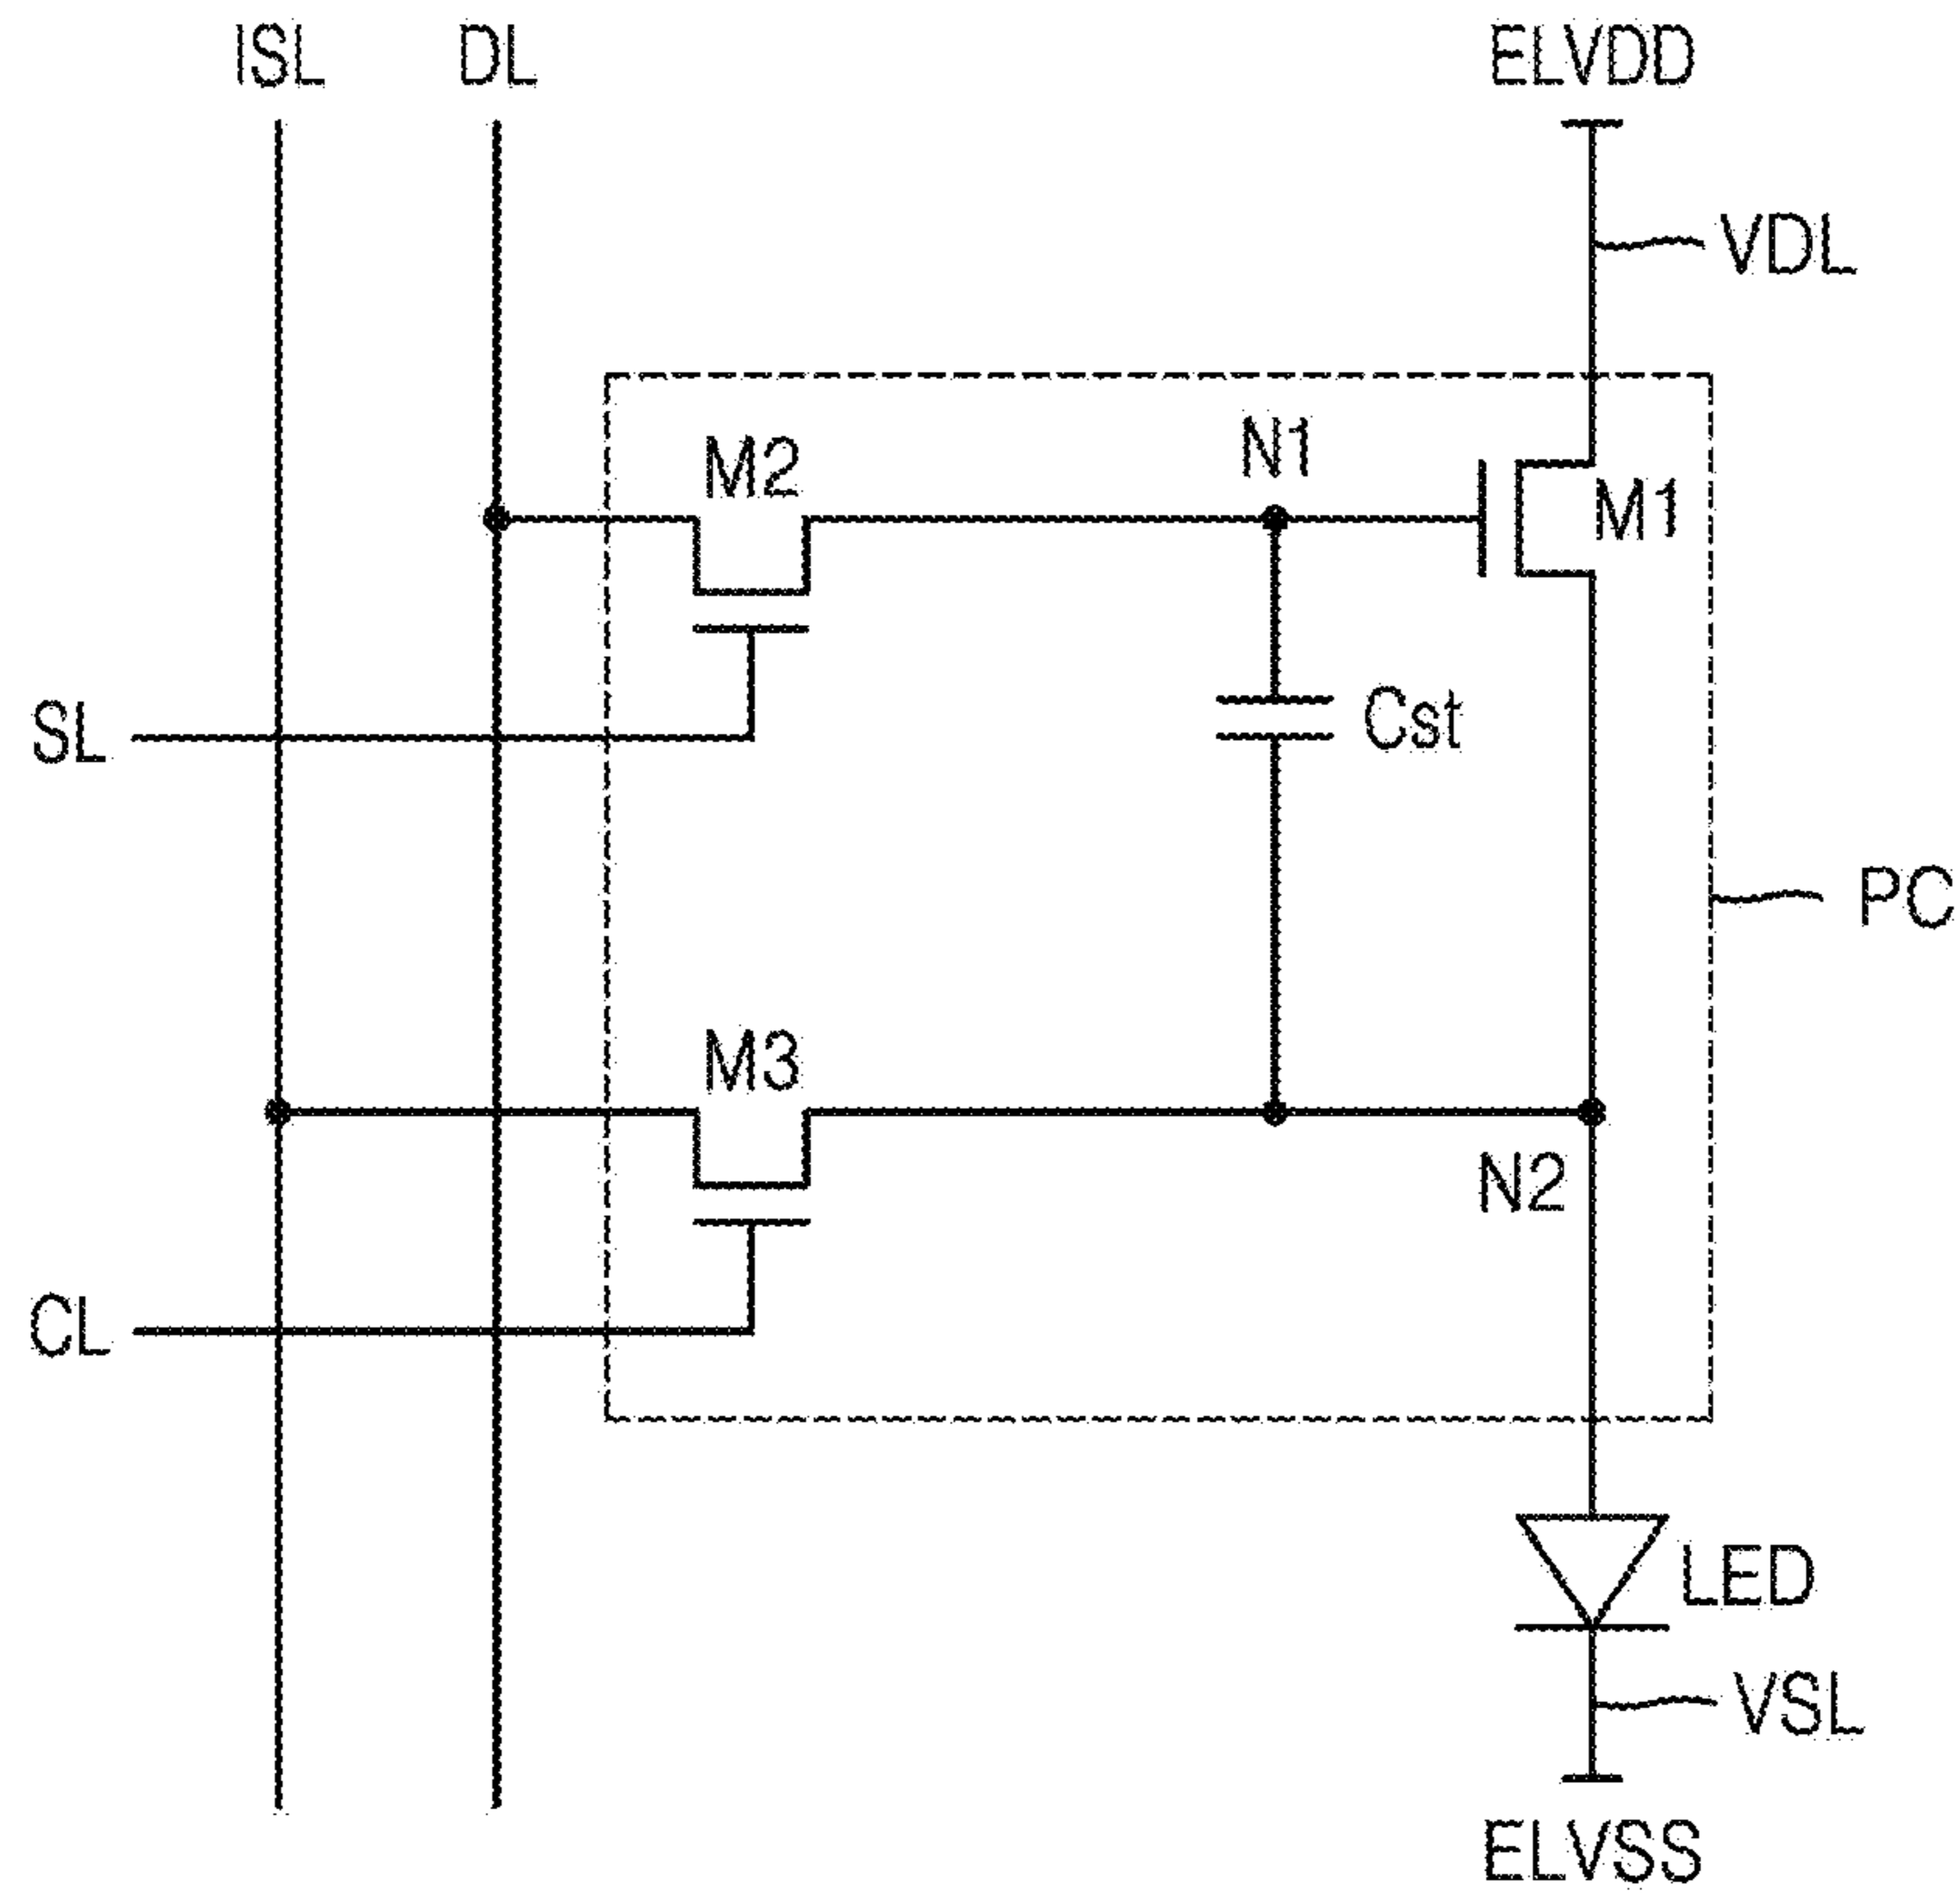 ISL
DL
ELVDD
VDL
M2
N1
M1
SL
Cst
PC
M3
N2
CL
LED
VSL
ELVSS